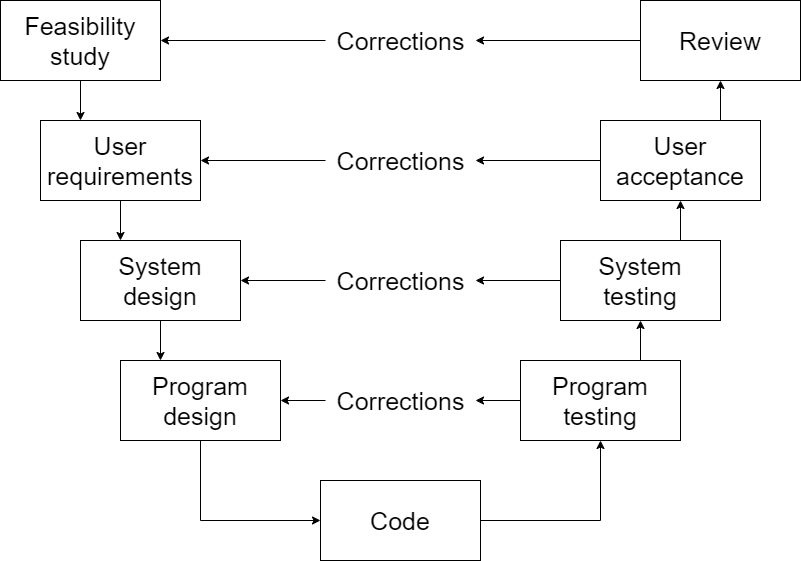 Feasibility
study
Corrections
Review
User
requirements
Corrections
User
acceptance
System
design
Corrections
System
testing
Program
design
Corrections
Program
testing
Code